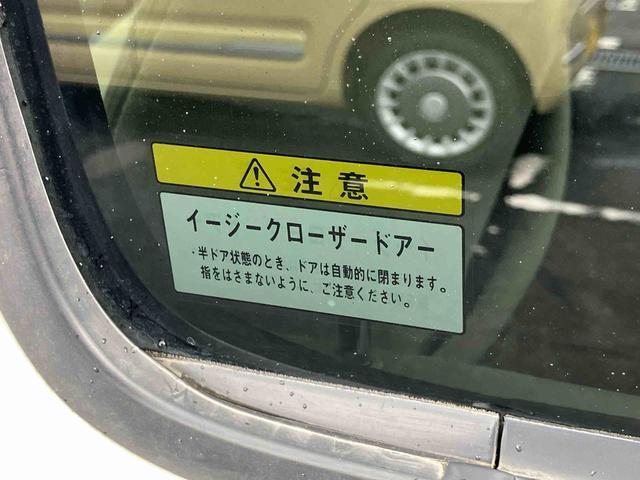 注意
イージークローザードアー
・半ドア状態のとき、ドアは自動的に閉まります。
指をはさまないように、ご注意ください。